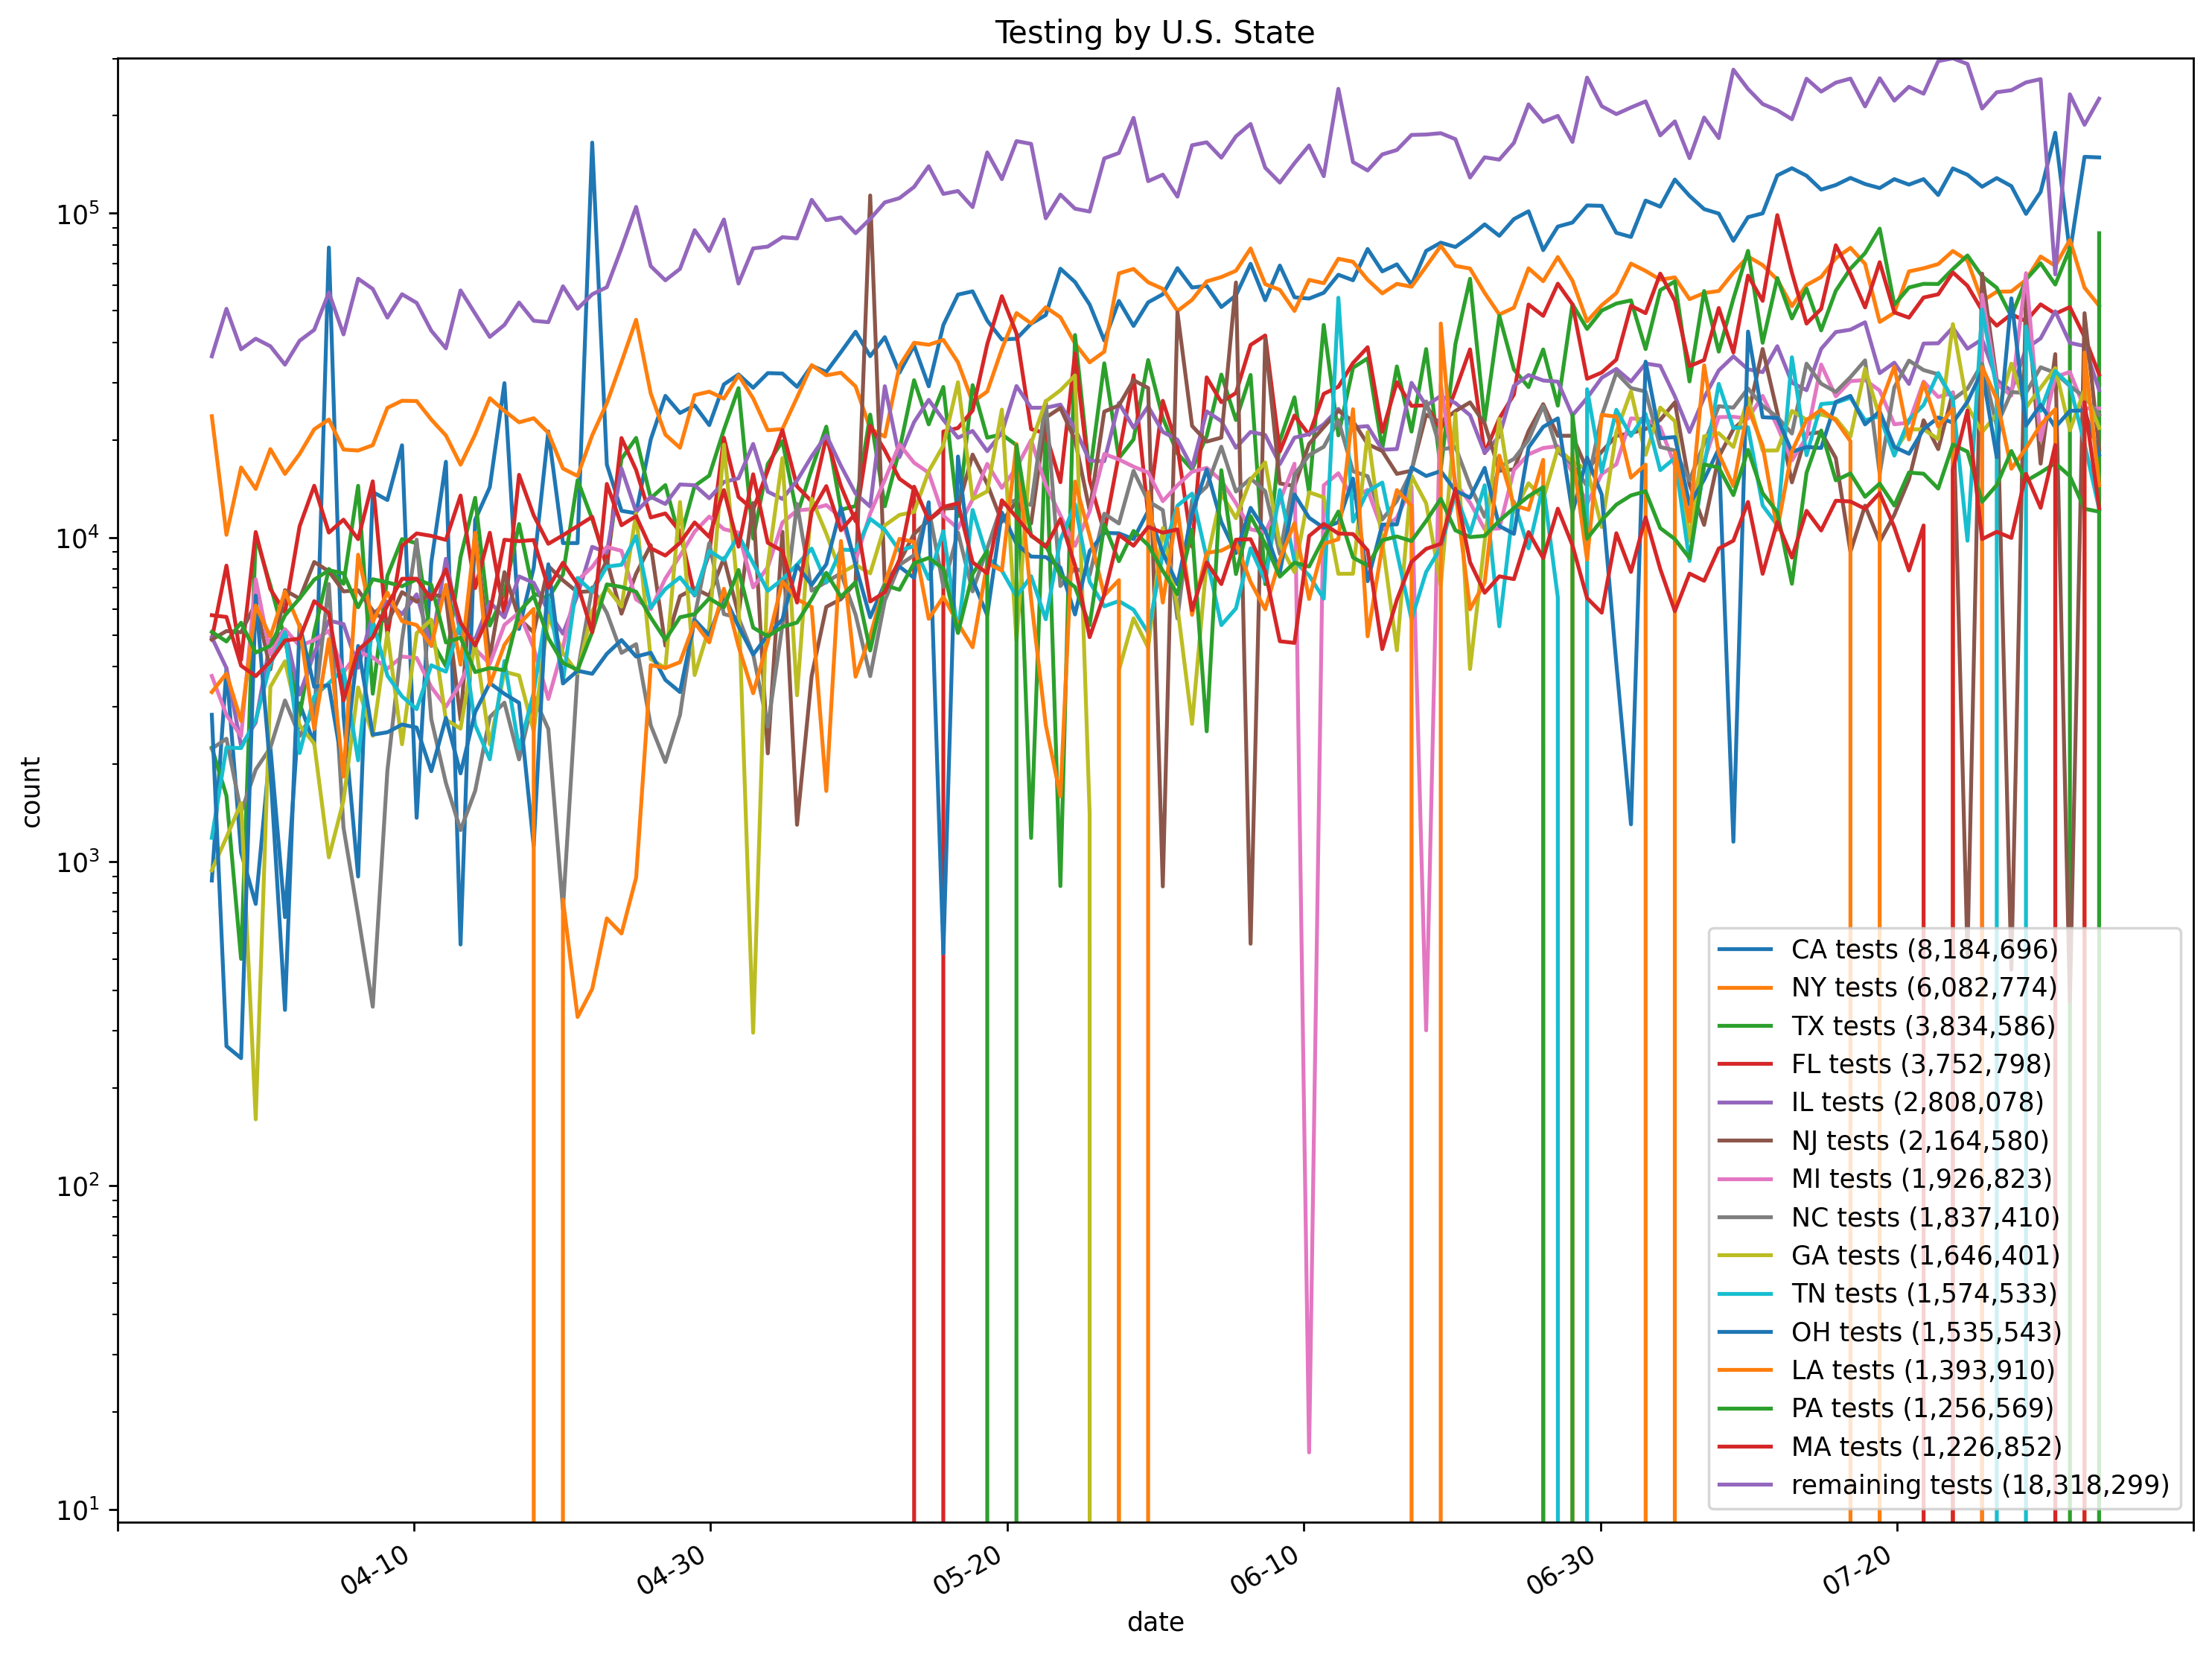 Testing by U.S. State
10^5
10^4
10^3
10^2
10^1
count
04-10
04-30
05-20
06-10
06-30
07-20
date
CA tests (8,184,696)
NY tests (6,082,774)
TX tests (3,834,586)
FL tests (3,752,798)
IL tests (2,808,078)
NJ tests (2,164,580)
MI tests (1,926,823)
NC tests (1,837,410)
GA tests (1,646,401)
TN tests (1,574,533)
OH tests (1,535,543)
LA tests (1,393,910)
PA tests (1,256,569)
MA tests (1,226,852)
remaining tests (18,318,299)